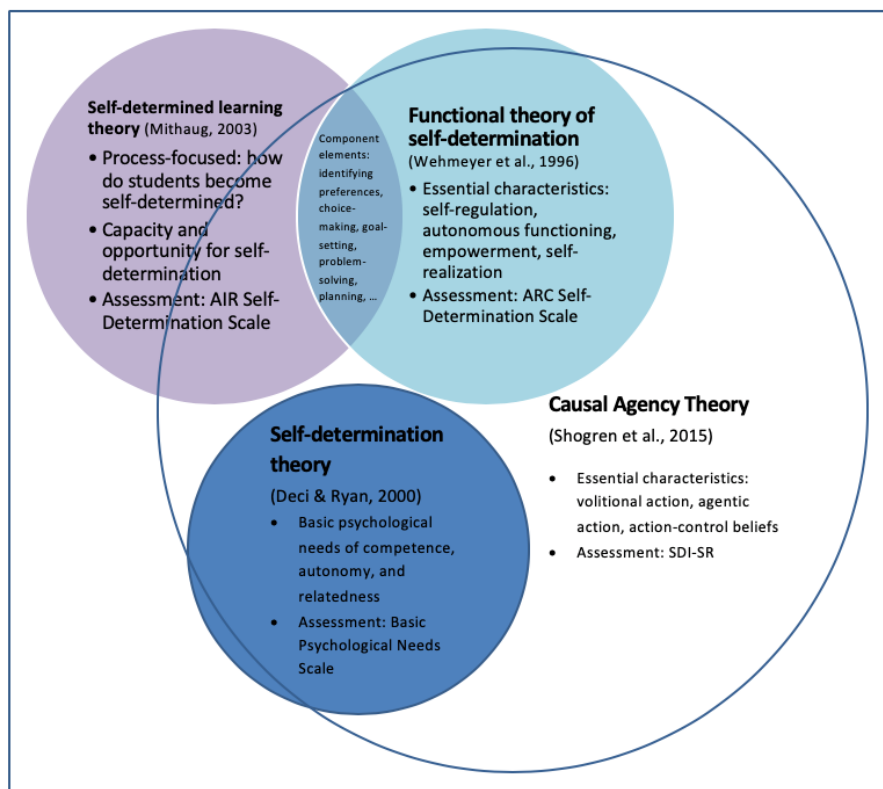 Self-determined learning
theory (Mithaug, 2003)
• Process-focused: how
do students become
self-determined?
• Capacity and
opportunity for self-
determination
• Assessment: AIR Self-
Determination Scale
Component
elements:
identifying
preferences,
choice-
making, goal-
setting,
problem-
solving,
planning, ...
Functional theory of
self-determination
(Wehmeyer et al., 1996)
• Essential characteristics:
self-regulation,
autonomous functioning,
empowerment, self-
realization
• Assessment: ARC Self-
Determination Scale
Self-determination
theory
(Deci & Ryan, 2000)
• Basic psychological
needs of competence,
autonomy, and
relatedness
• Assessment: Basic
Psychological Needs
Scale
Causal Agency Theory
(Shogren et al., 2015)
• Essential characteristics:
volitional action, agentic
action, action-control beliefs
• Assessment: SDI-SR